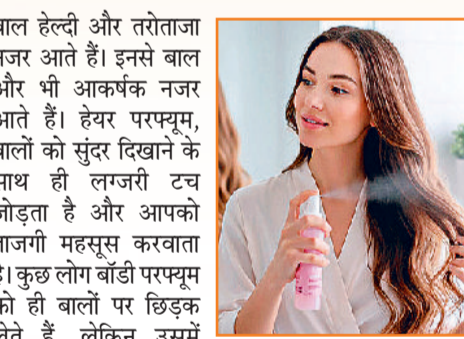 बाल हेल्दी और तरोताजा
नजर आते हैं। इनसे बाल
और भी आकर्षक नजर
आते हैं। हेयर परफ्यूम,
बालों को सुंदर दिखाने के
साथ ही लग्जरी टच
जोड़ता है और आपको
ताजगी महसूस करवाता
है। कुछ लोग बॉडी परफ्यूम
को ही बालों पर छिड़क
लेते हैं, लेकिन उसमें